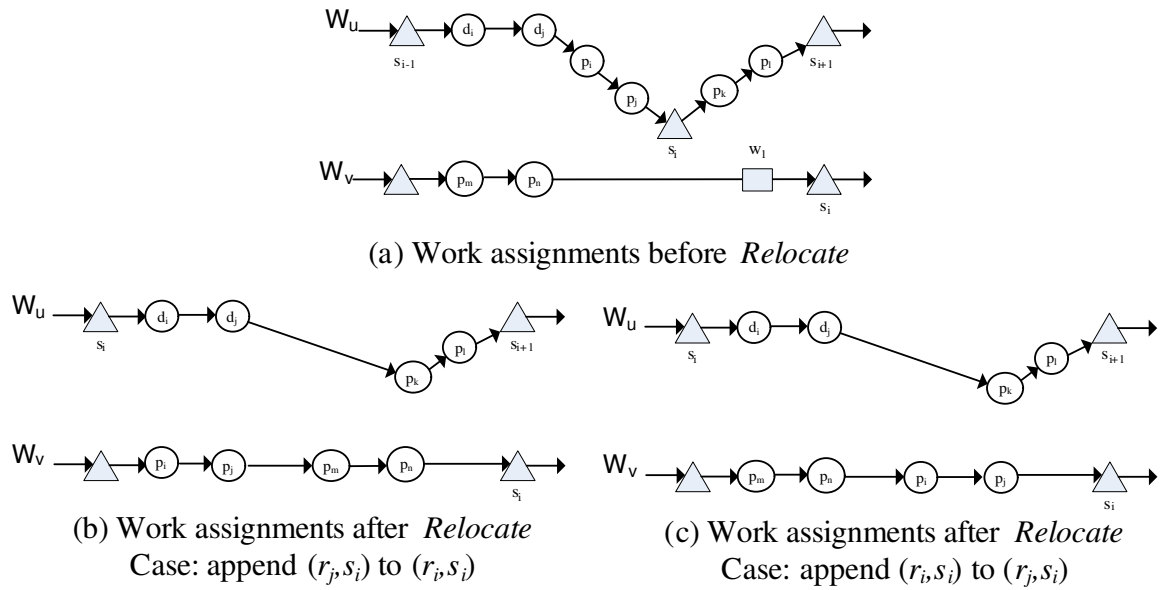 Wu dᵢ dⱼ sᵢ₋₁ pᵢ pⱼ sᵢ pₖ pₗ sᵢ₊₁
Wᵥ pₘ pₙ w₁ sᵢ
(a) Work assignments before Relocate
Wu sᵢ dᵢ dⱼ pₖ pₗ sᵢ₊₁
Wᵥ pᵢ pⱼ pₘ pₙ sᵢ
(b) Work assignments after Relocate
Case: append (rⱼ,sᵢ) to (rᵢ,sᵢ)
Wu sᵢ dᵢ dⱼ pₖ pₗ sᵢ₊₁
Wᵥ pₘ pₙ pᵢ pⱼ sᵢ
(c) Work assignments after Relocate
Case: append (rᵢ,sᵢ) to (rⱼ,sᵢ)